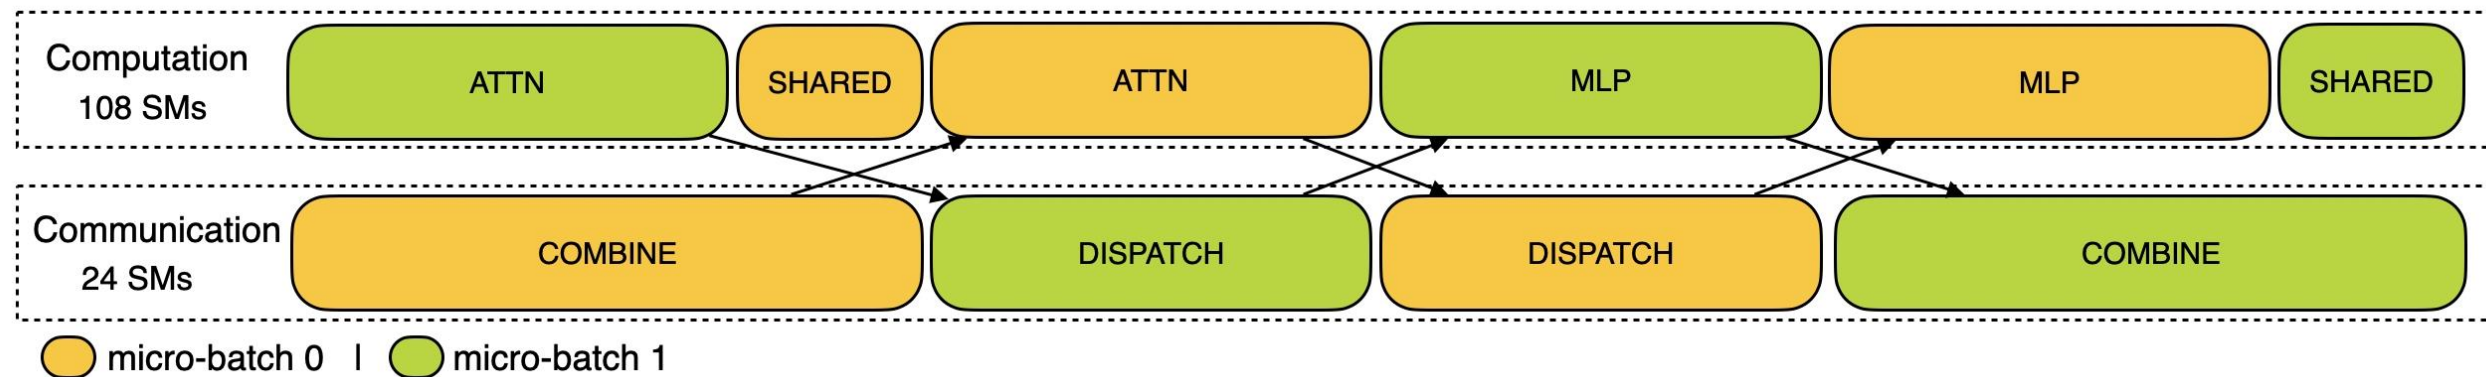 Computation
108 SMs
ATTN SHARED ATTN MLP MLP SHARED
Communication
24 SMs
COMBINE DISPATCH DISPATCH COMBINE
micro-batch 0 | micro-batch 1